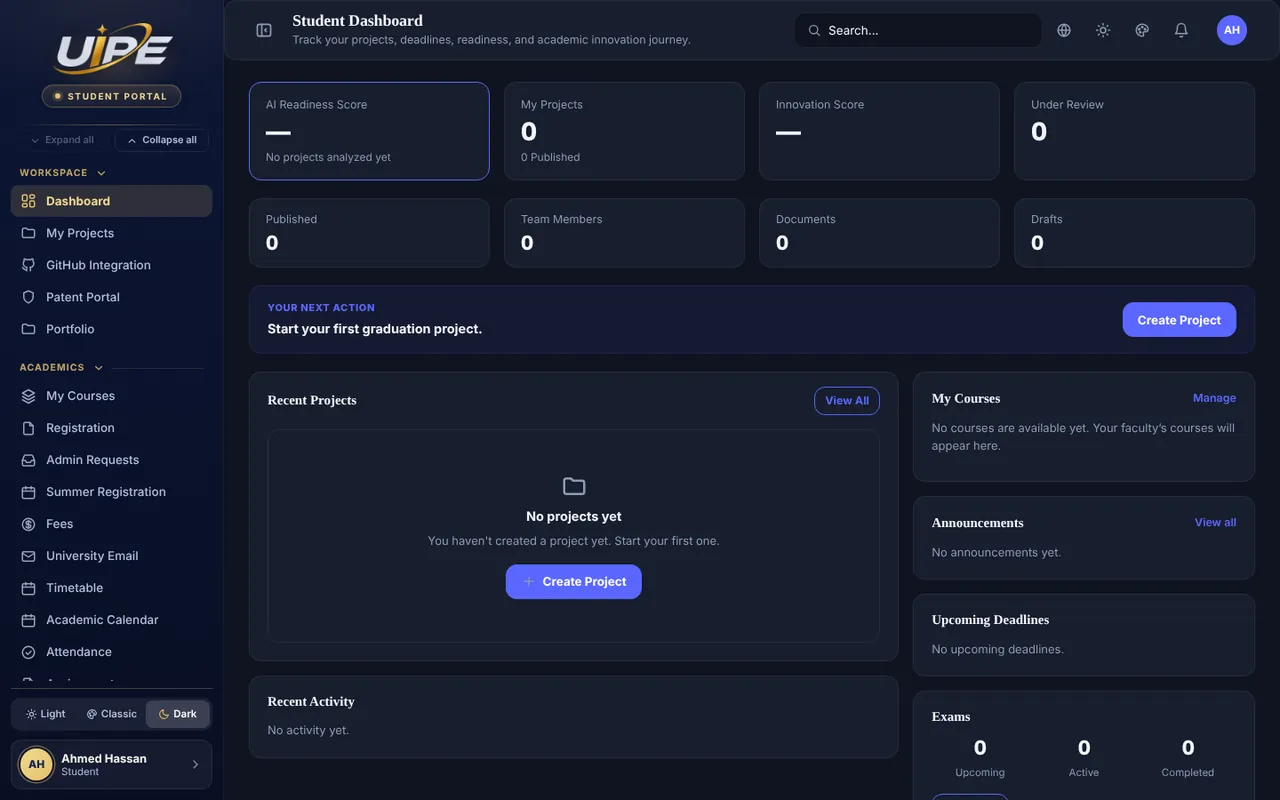 UIPE
STUDENT PORTAL
Expand all
Collapse all
WORKSPACE
Dashboard
My Projects
GitHub Integration
Patent Portal
Portfolio
ACADEMICS
My Courses
Registration
Admin Requests
Summer Registration
Fees
University Email
Timetable
Academic Calendar
Attendance
Light
Classic
Dark
AH
Ahmed Hassan
Student
Student Dashboard
Track your projects, deadlines, readiness, and academic innovation journey.
Search...
AH
AI Readiness Score
—
No projects analyzed yet
My Projects
0
0 Published
Innovation Score
—
Under Review
0
Published
0
Team Members
0
Documents
0
Drafts
0
YOUR NEXT ACTION
Start your first graduation project.
Create Project
Recent Projects
View All
No projects yet
You haven't created a project yet. Start your first one.
Create Project
Recent Activity
No activity yet.
My Courses
Manage
No courses are available yet. Your faculty's courses will
appear here.
Announcements
View all
No announcements yet.
Upcoming Deadlines
No upcoming deadlines.
Exams
0
Upcoming
0
Active
0
Completed